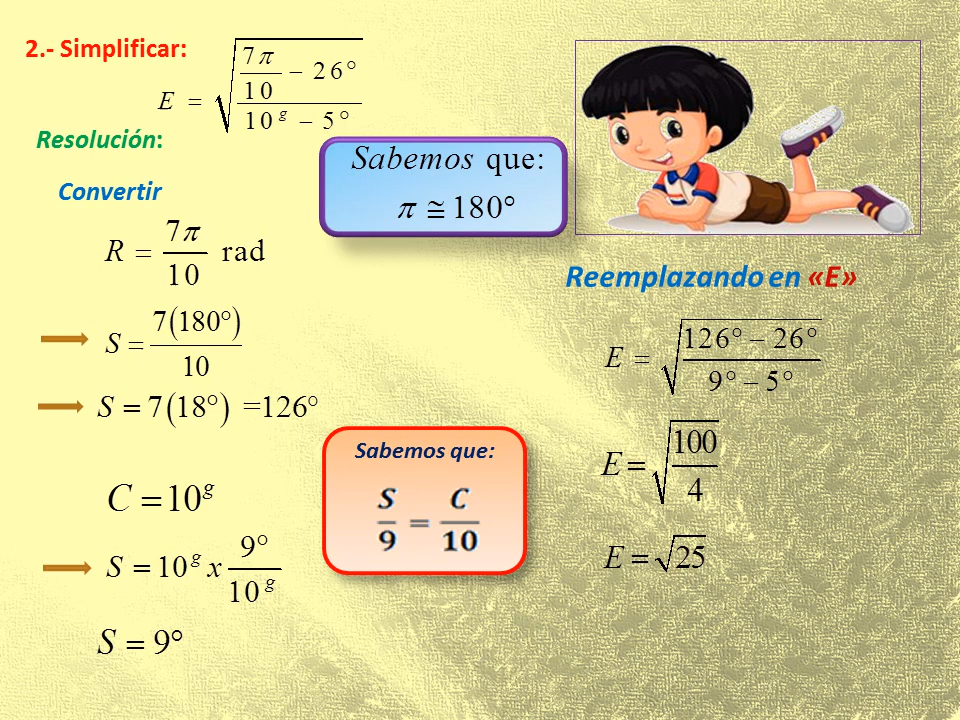 2.- Simplificar:
E = √((7π/10 − 26°)/(10^g − 5°))
Resolución:
Convertir
R = 7π/10 rad
S = 7(180°)/10
S = 7(18°) =126°
C = 10^g
S = 10^g x 9°/10^g
S = 9°
Sabemos que:
π ≅ 180°
Sabemos que:
S/9 = C/10
Reemplazando en «E»
E = √((126° − 26°)/(9° − 5°))
E = √(100/4)
E = √25